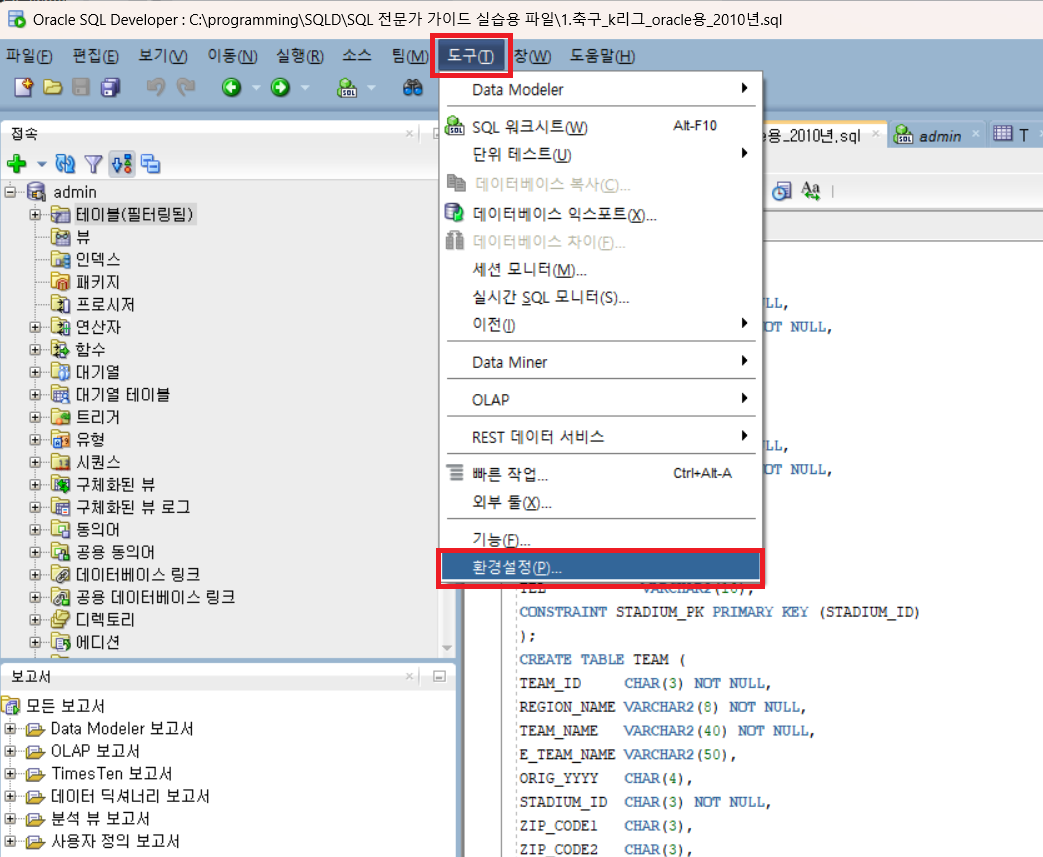 Oracle SQL Developer : C:\programming\SQLD\SQL 전문가 가이드 실습용 파일\1.축구_k리그_oracle용_2010년.sql
파일(F) 편집(E) 보기(V) 이동(N) 실행(R) 소스 팀(M) 도구(T) 창(W) 도움말(H)
접속
admin
테이블(필터링됨)
뷰
인덱스
패키지
프로시저
연산자
함수
대기열
대기열 테이블
트리거
유형
시퀀스
구체화된 뷰
구체화된 뷰 로그
동의어
공용 동의어
데이터베이스 링크
공용 데이터베이스 링크
디렉토리
에디션
보고서
모든 보고서
Data Modeler 보고서
OLAP 보고서
TimesTen 보고서
데이터 딕셔너리 보고서
분석 뷰 보고서
사용자 정의 보고서
Data Modeler
SQL 워크시트(W) Alt-F10
단위 테스트(U)
데이터베이스 복사(C)...
데이터베이스 익스포트(X)...
데이터베이스 차이(F)...
세션 모니터(M)...
실시간 SQL 모니터(S)...
이전(I)
Data Miner
OLAP
REST 데이터 서비스
빠른 작업... Ctrl+Alt-A
외부 툴(X)...
기능(F)...
환경설정(P)...
용_2010년.sql admin T
LL,
OT NULL,
LL,
OT NULL,
TEL VARCHAR2(10),
CONSTRAINT STADIUM_PK PRIMARY KEY (STADIUM_ID)
);
CREATE TABLE TEAM (
TEAM_ID CHAR(3) NOT NULL,
REGION_NAME VARCHAR2(8) NOT NULL,
TEAM_NAME VARCHAR2(40) NOT NULL,
E_TEAM_NAME VARCHAR2(50),
ORIG_YYYY CHAR(4),
STADIUM_ID CHAR(3) NOT NULL,
ZIP_CODE1 CHAR(3),
ZIP_CODE2 CHAR(3),